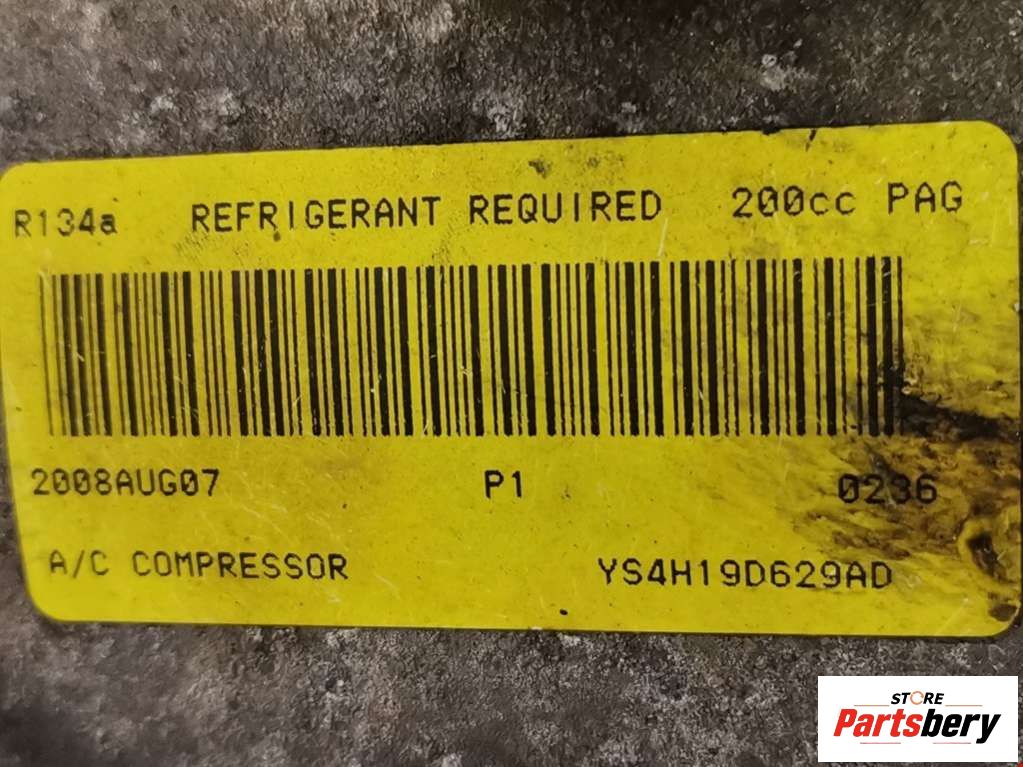 R134a REFRIGERANT REQUIRED 200cc PAG
2008AUG07 P1 0236
A/C COMPRESSOR YS4H19D629AD
STORE
Partsbery